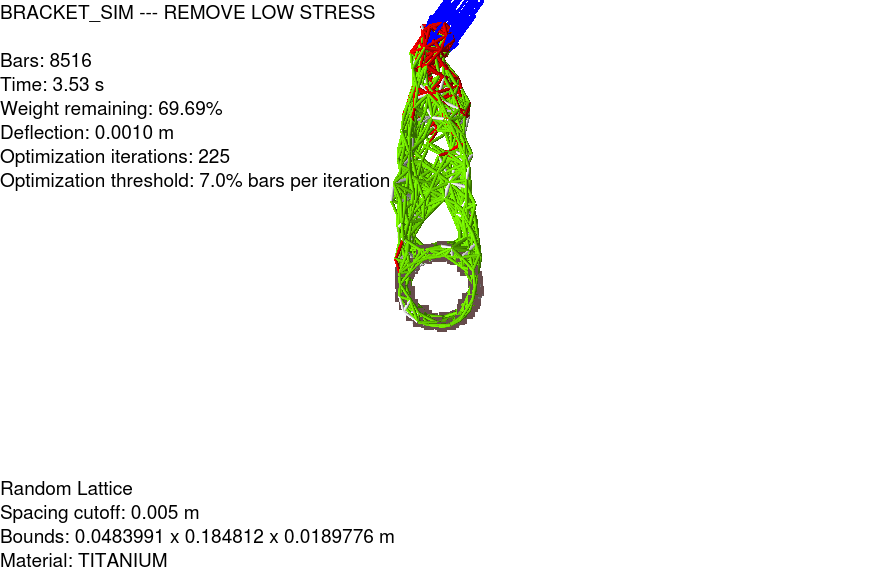 BRACKET_SIM --- REMOVE LOW STRESS
Bars: 8516
Time: 3.53 s
Weight remaining: 69.69%
Deflection: 0.0010 m
Optimization iterations: 225
Optimization threshold: 7.0% bars per iteration
Random Lattice
Spacing cutoff: 0.005 m
Bounds: 0.0483991 x 0.184812 x 0.0189776 m
Material: TITANIUM